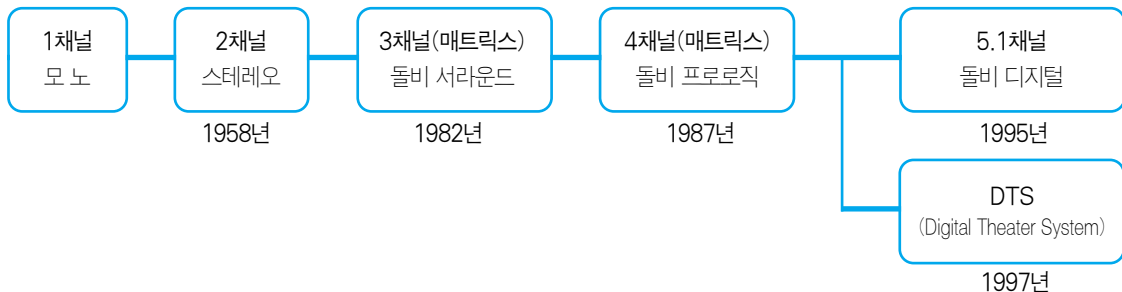 1채널
모 노
2채널
스테레오
1958년
3채널(매트릭스)
돌비 서라운드
1982년
4채널(매트릭스)
돌비 프로로직
1987년
5.1채널
돌비 디지털
1995년
DTS
(Digital Theater System)
1997년